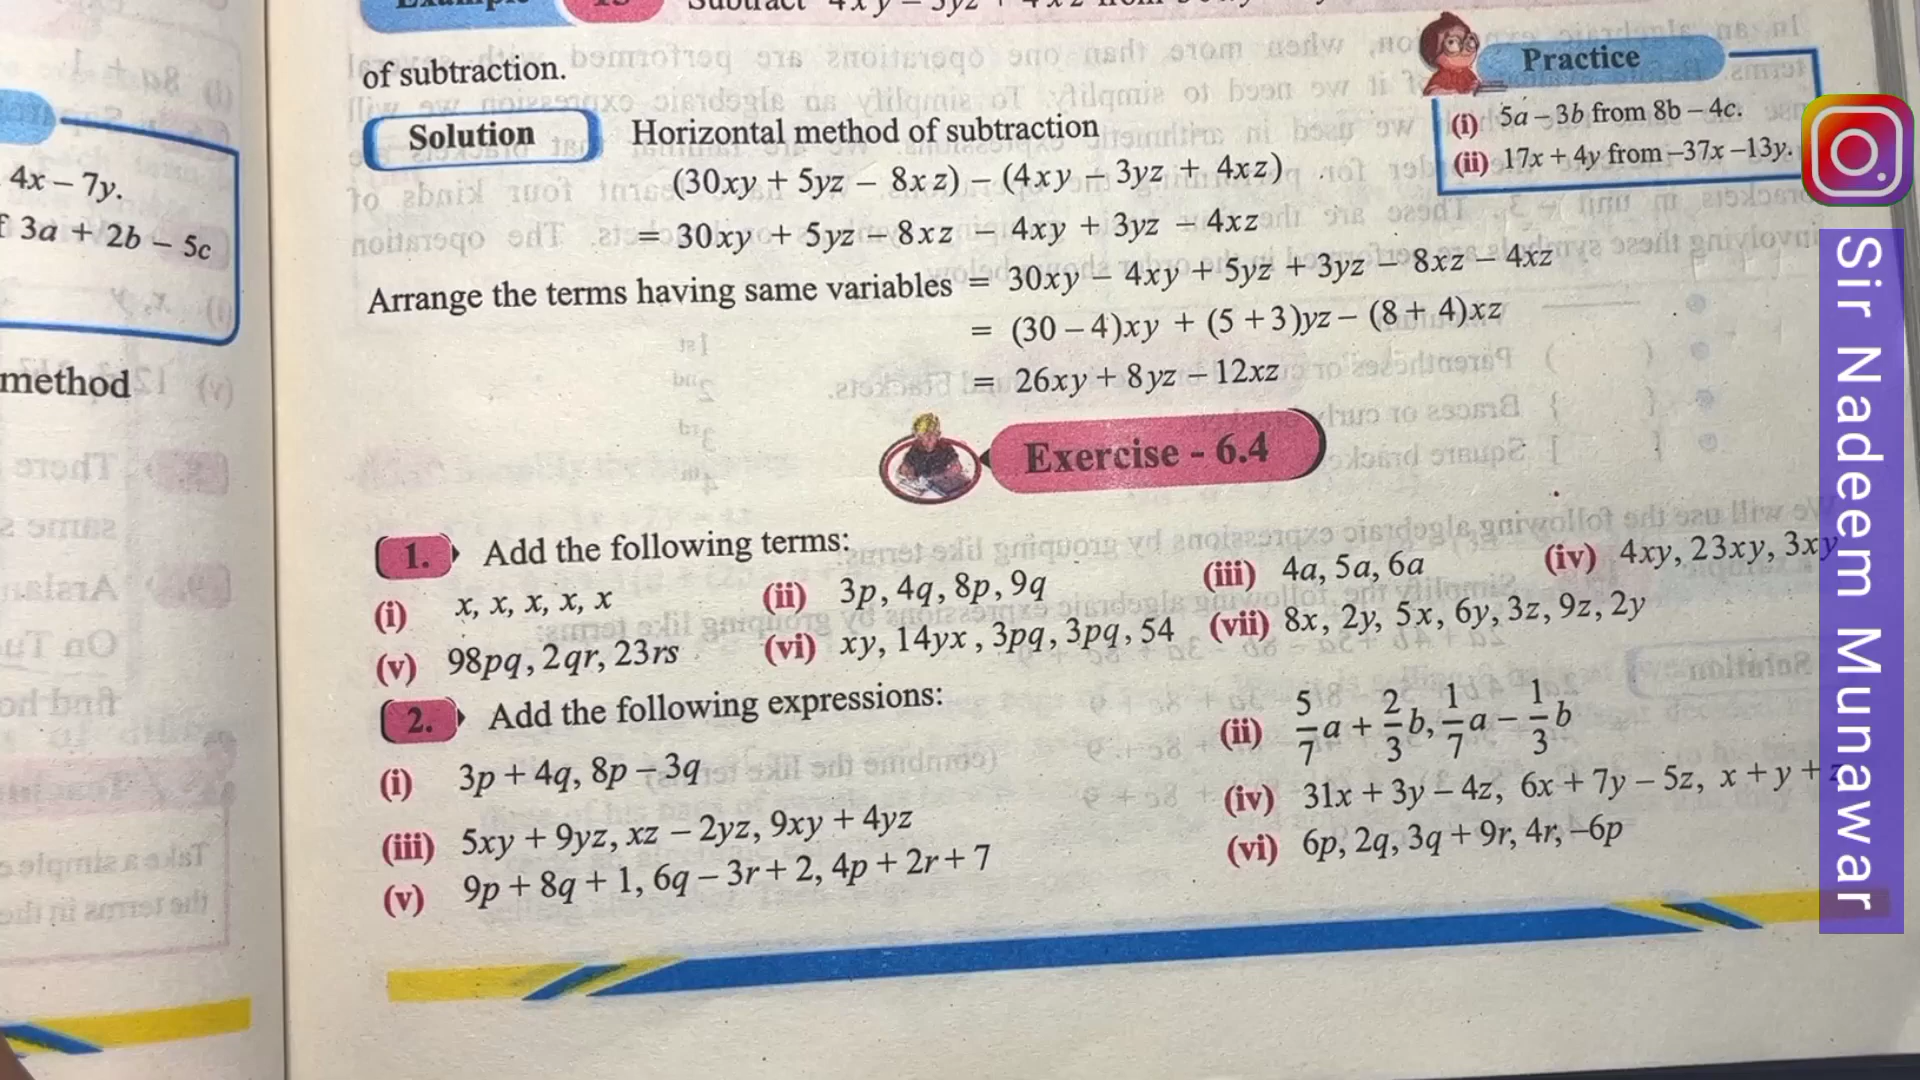 of subtraction.
Practice
(i) 5a – 3b from 8b – 4c.
(ii) 17x + 4y from –37x –13y.
Solution Horizontal method of subtraction
(30xy + 5yz – 8xz) – (4xy – 3yz + 4xz)
= 30xy + 5yz – 8xz – 4xy + 3yz – 4xz
Arrange the terms having same variables = 30xy – 4xy + 5yz + 3yz – 8xz – 4xz
= (30 – 4)xy + (5 + 3)yz – (8 + 4)xz
= 26xy + 8yz – 12xz
Exercise - 6.4
1. Add the following terms:
(i) x, x, x, x, x (ii) 3p, 4q, 8p, 9q (iii) 4a, 5a, 6a (iv) 4xy, 23xy, 3xy
(v) 98pq, 2qr, 23rs (vi) xy, 14yx, 3pq, 3pq, 54 (vii) 8x, 2y, 5x, 6y, 3z, 9z, 2y
2. Add the following expressions:
(i) 3p + 4q, 8p – 3q (ii) 5/7 a + 2/3 b, 1/7 a – 1/3 b
(iii) 5xy + 9yz, xz – 2yz, 9xy + 4yz (iv) 31x + 3y – 4z, 6x + 7y – 5z, x + y +
(v) 9p + 8q + 1, 6q – 3r + 2, 4p + 2r + 7 (vi) 6p, 2q, 3q + 9r, 4r, –6p
4x – 7y.
3a + 2b – 5c
method
Sir Nadeem Munawar